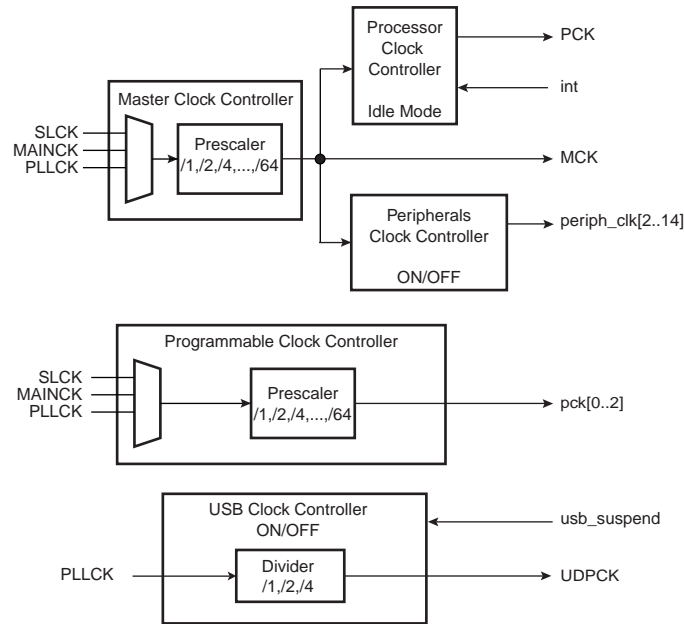 Processor
Clock
Controller
Idle Mode
PCK
int
Master Clock Controller
SLCK
MAINCK
PLLCK
Prescaler
/1,/2,/4,...,/64
MCK
Peripherals
Clock Controller
ON/OFF
periph_clk[2..14]
Programmable Clock Controller
SLCK
MAINCK
PLLCK
Prescaler
/1,/2,/4,...,/64
pck[0..2]
USB Clock Controller
ON/OFF
usb_suspend
PLLCK
Divider
/1,/2,/4
UDPCK